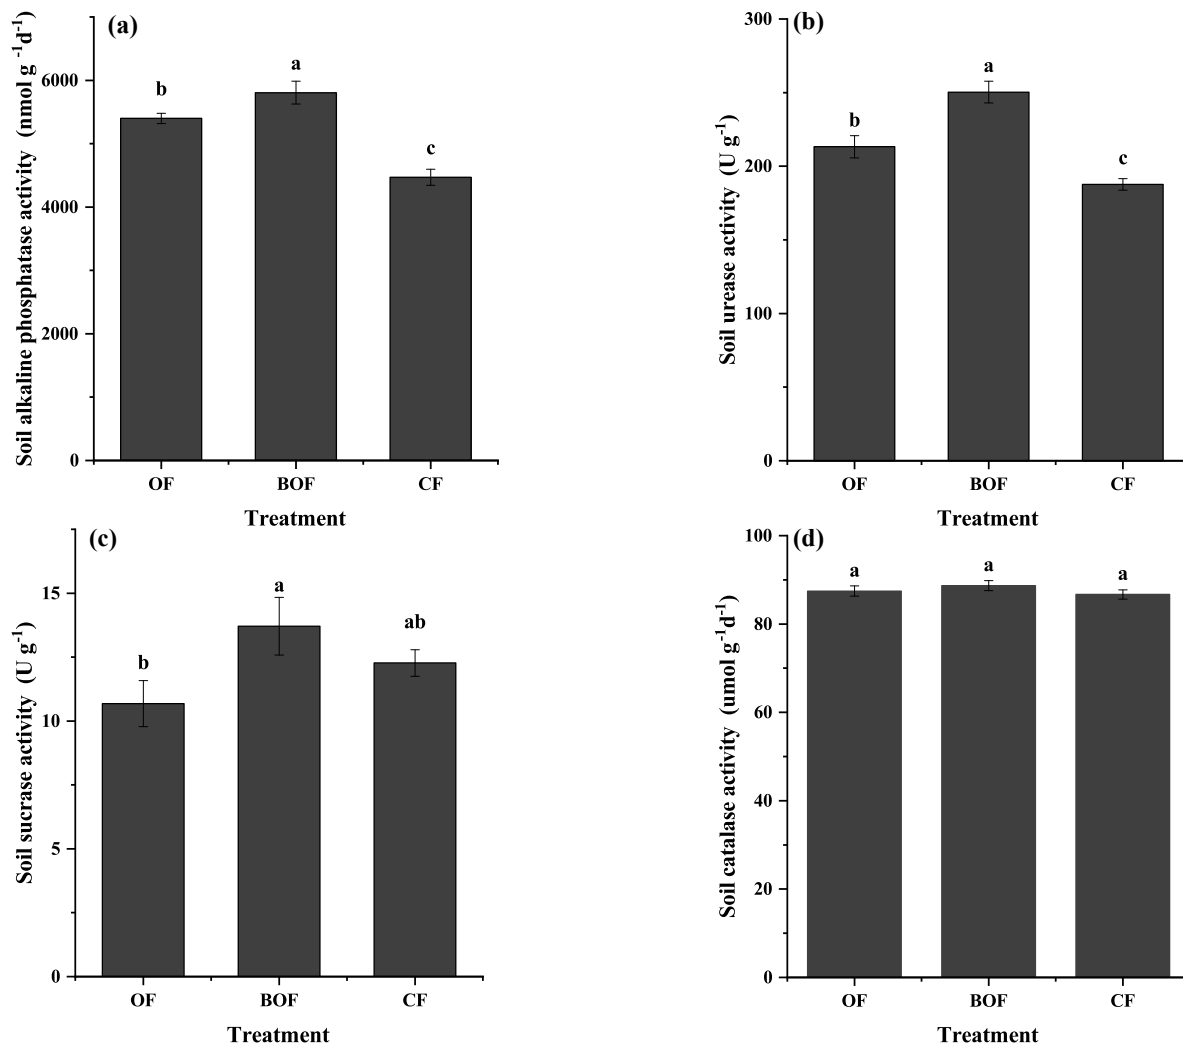 (a)
Soil alkaline phosphatase activity (nmol g -1d-1)
6000
4000
2000
0
b
a
c
OF
BOF
CF
Treatment
(b)
Soil urease activity (U g-1)
300
200
100
0
b
a
c
OF
BOF
CF
Treatment
(c)
Soil sucrase activity (U g-1)
15
10
5
0
b
a
ab
OF
BOF
CF
Treatment
(d)
Soil catalase activity (umol g-1d-1)
100
80
60
40
20
0
a
a
a
OF
BOF
CF
Treatment